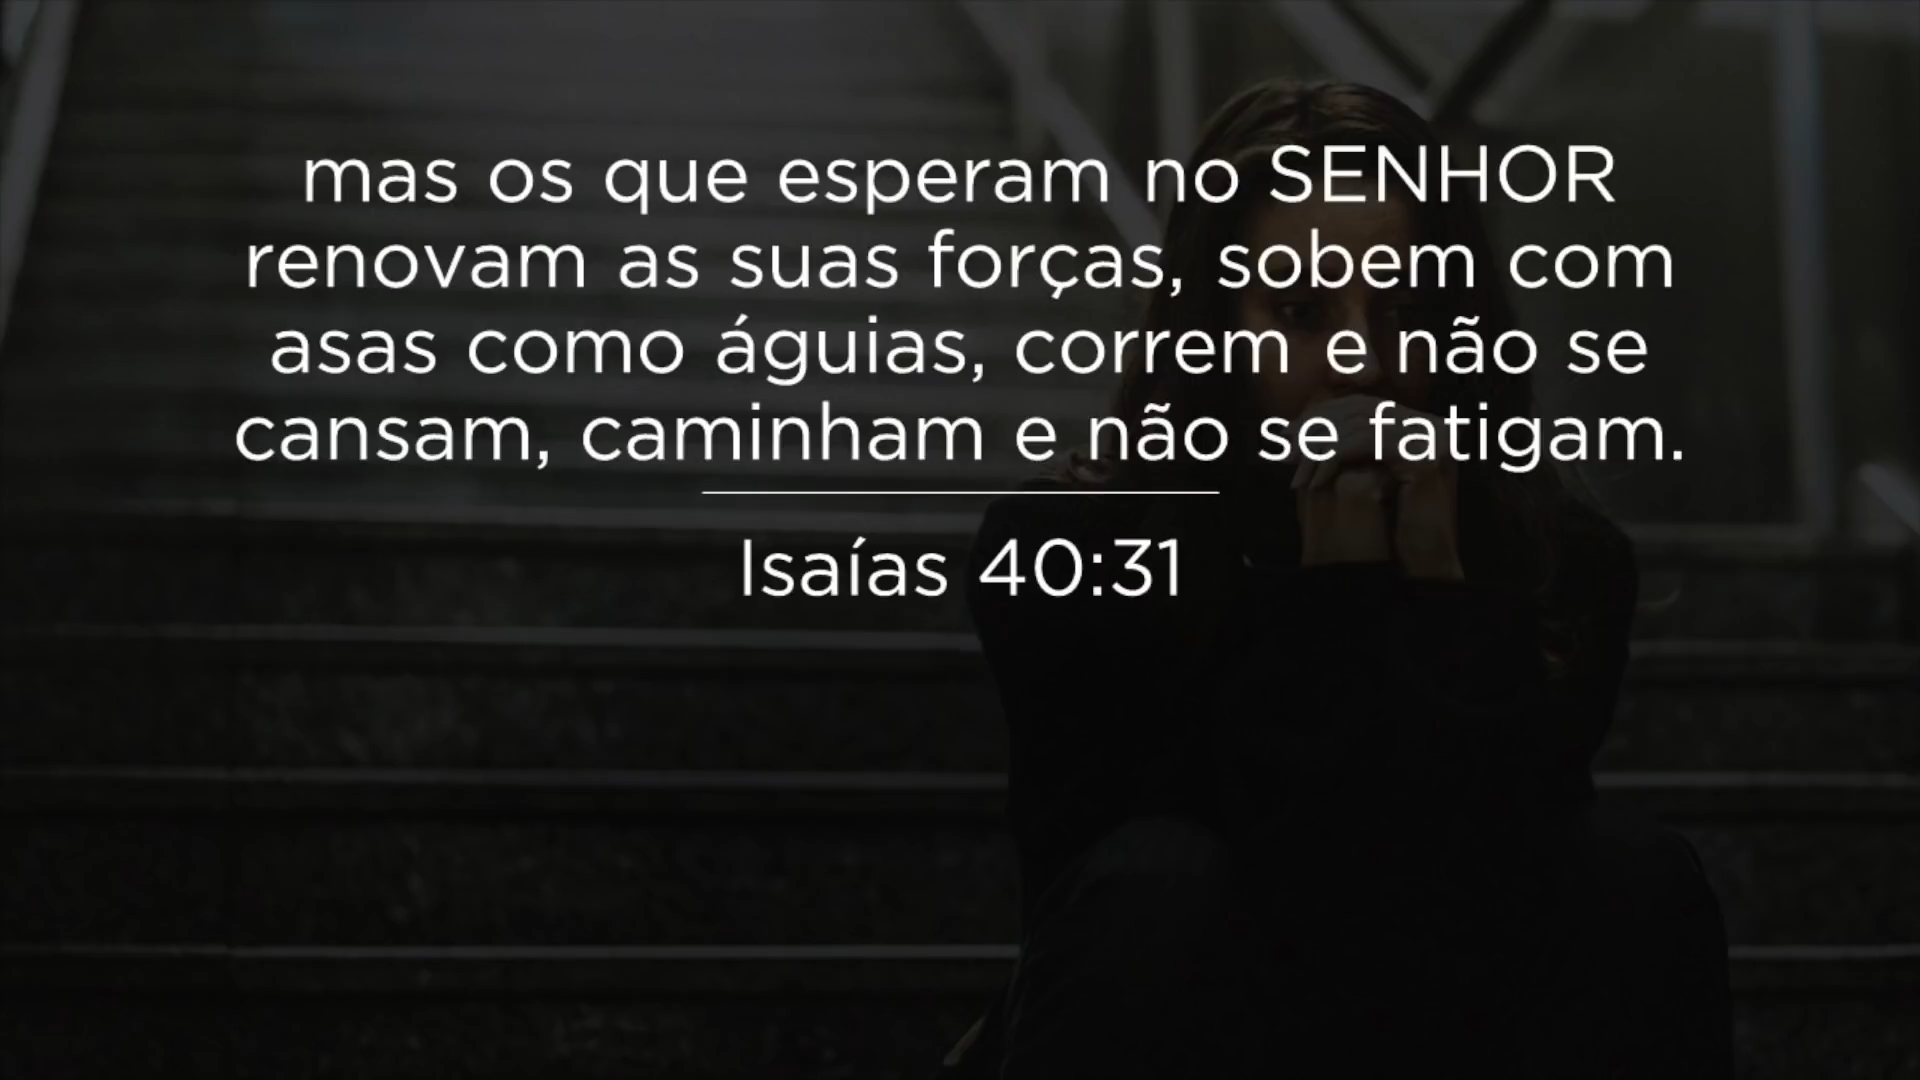 mas os que esperam no SENHOR
renovam as suas forças, sobem com
asas como águias, correm e não se
cansam, caminham e não se fatigam.
Isaías 40:31